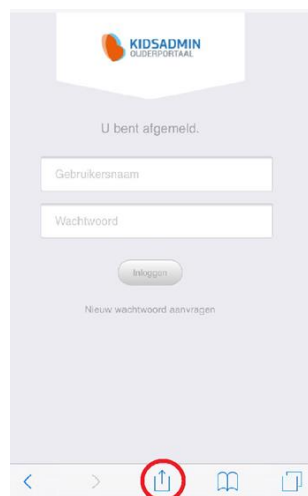 KIDSADMIN
OUDERPORTAAL
U bent afgemeld.
Gebruikersnaam
Wachtwoord
Inloggen
Nieuw wachtwoord aanvragen